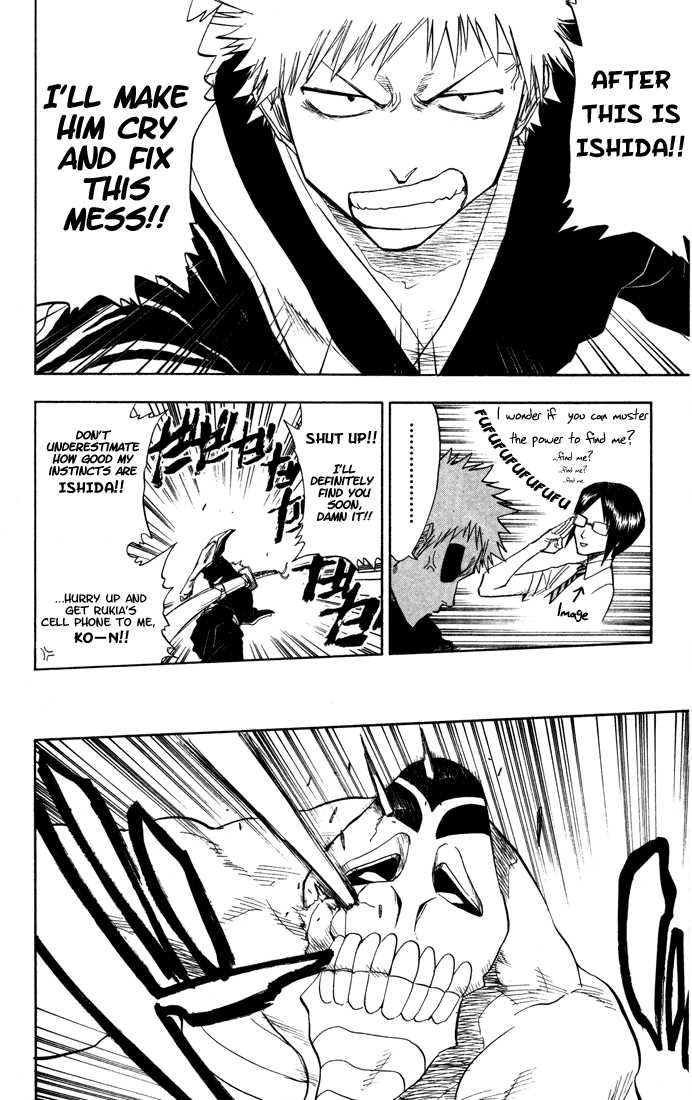 AFTER
THIS IS
ISHIDA!!
I'LL MAKE
HIM CRY
AND FIX
THIS
MESS!!
I wonder if you can muster
the power to find me?
...find me?
...find me?
...find me
FUFUFUFUFUFUFUFU
.........
Image
SHUT UP!!
I'LL
DEFINITELY
FIND YOU
SOON,
DAMN IT!!
DON'T
UNDERESTIMATE
HOW GOOD MY
INSTINCTS ARE
ISHIDA!!
...HURRY UP AND
GET RUKIA'S
CELL PHONE TO ME,
KO—N!!